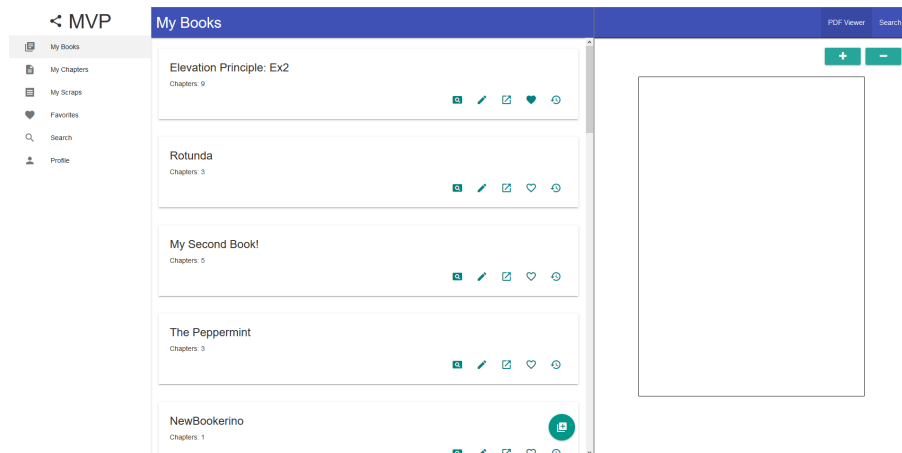 MVP
My Books
My Chapters
My Scraps
Favorites
Search
Profile
My Books
Elevation Principle: Ex2
Chapters: 9
Rotunda
Chapters: 3
My Second Book!
Chapters: 5
The Peppermint
Chapters: 3
NewBookerino
Chapters: 1
PDF Viewer Search